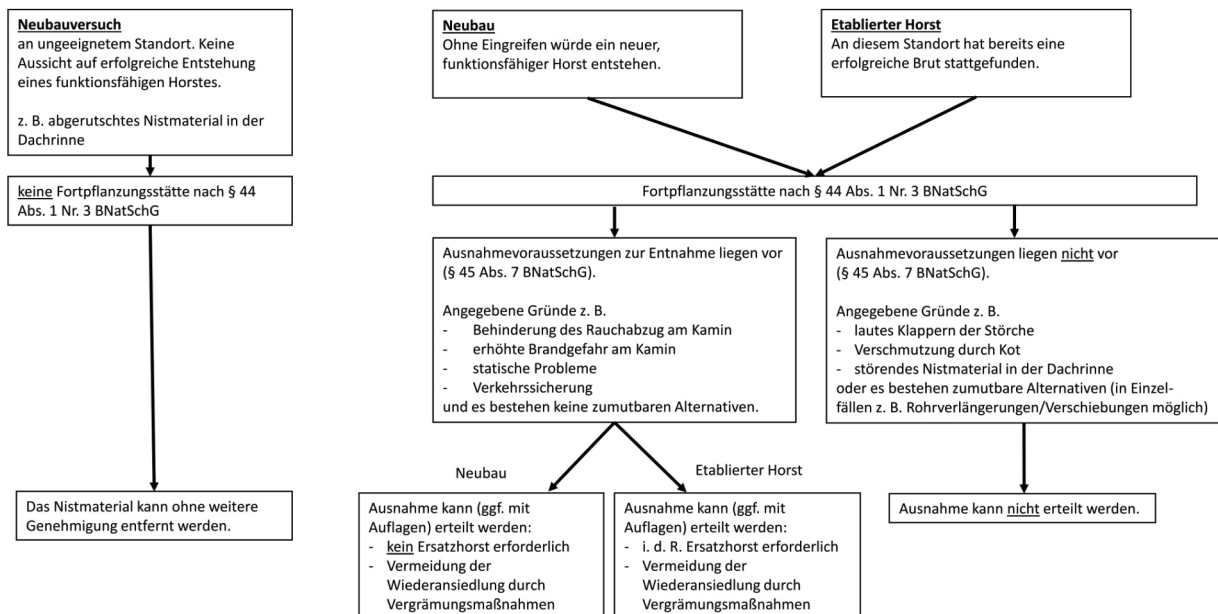 Neubauversuch
an ungeeignetem Standort. Keine
Aussicht auf erfolgreiche Entstehung
eines funktionsfähigen Horstes.
z. B. abgerutschtes Nistmaterial in der
Dachrinne
keine Fortpflanzungsstätte nach § 44
Abs. 1 Nr. 3 BNatSchG
Das Nistmaterial kann ohne weitere
Genehmigung entfernt werden.
Neubau
Ohne Eingreifen würde ein neuer,
funktionsfähiger Horst entstehen.
Etablierter Horst
An diesem Standort hat bereits eine
erfolgreiche Brut stattgefunden.
Fortpflanzungsstätte nach § 44 Abs. 1 Nr. 3 BNatSchG
Ausnahmevoraussetzungen zur Entnahme liegen vor
(§ 45 Abs. 7 BNatSchG).
Angegebene Gründe z. B.
- Behinderung des Rauchabzug am Kamin
- erhöhte Brandgefahr am Kamin
- statische Probleme
- Verkehrssicherung
und es bestehen keine zumutbaren Alternativen.
Ausnahmevoraussetzungen liegen nicht vor
(§ 45 Abs. 7 BNatSchG).
Angegebene Gründe z. B.
- lautes Klappern der Störche
- Verschmutzung durch Kot
- störendes Nistmaterial in der Dachrinne
oder es bestehen zumutbare Alternativen (in Einzel-
fällen z. B. Rohrverlängerungen/Verschiebungen möglich)
Neubau
Etablierter Horst
Ausnahme kann (ggf. mit
Auflagen) erteilt werden:
- kein Ersatzhorst erforderlich
- Vermeidung der
Wiederansiedlung durch
Vergrämungsmaßnahmen
Ausnahme kann (ggf. mit
Auflagen) erteilt werden:
- i. d. R. Ersatzhorst erforderlich
- Vermeidung der
Wiederansiedlung durch
Vergrämungsmaßnahmen
Ausnahme kann nicht erteilt werden.